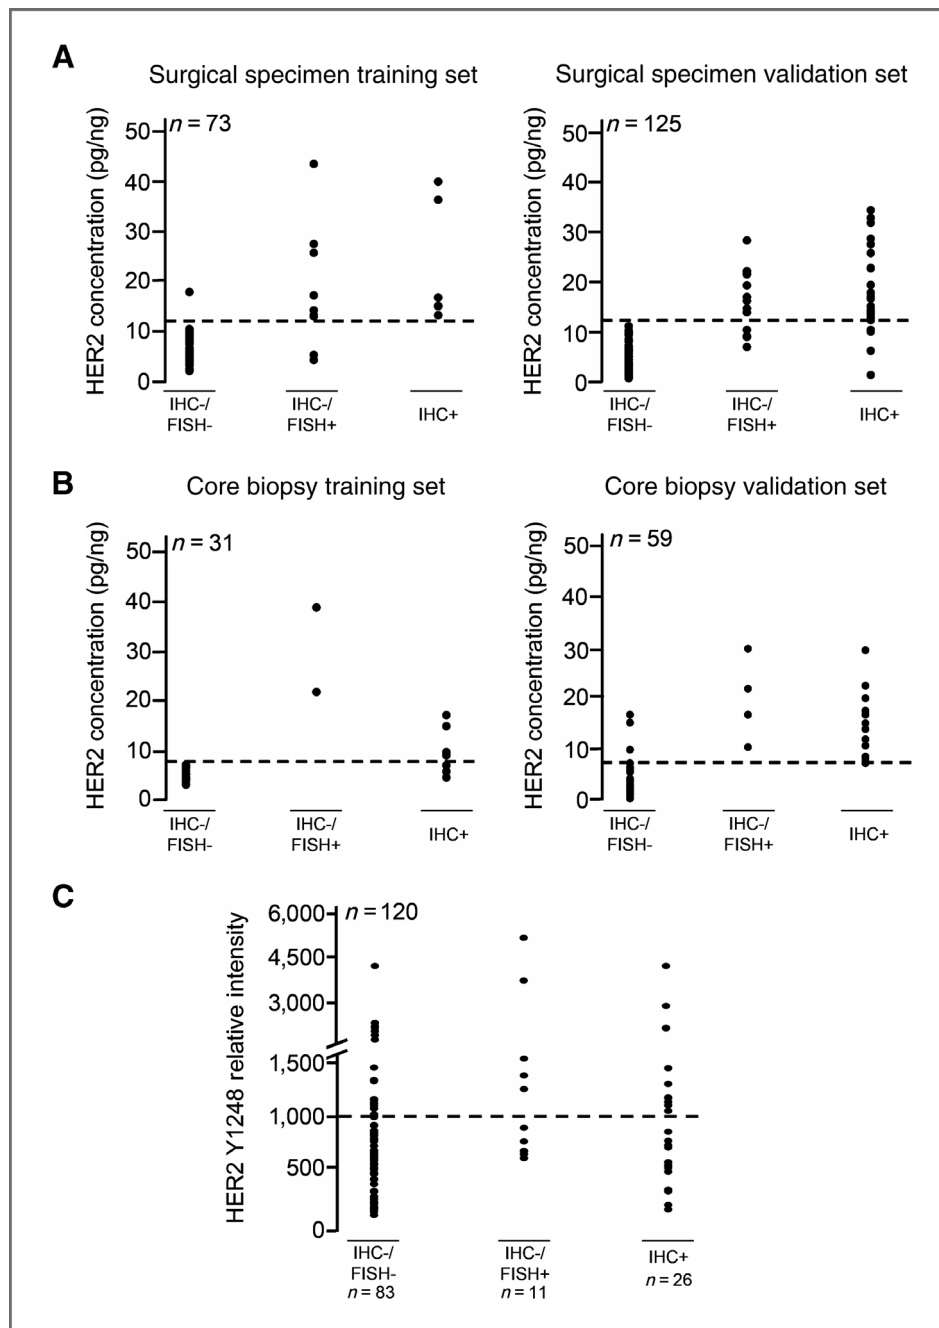 A
Surgical specimen training set
Surgical specimen validation set
HER2 concentration (pg/ng)
n = 73
50
40
30
20
10
0
IHC-/
FISH-
IHC-/
FISH+
IHC+
HER2 concentration (pg/ng)
n = 125
50
40
30
20
10
0
IHC-/
FISH-
IHC-/
FISH+
IHC+
B
Core biopsy training set
Core biopsy validation set
HER2 concentration (pg/ng)
n = 31
50
40
30
20
10
0
IHC-/
FISH-
IHC-/
FISH+
IHC+
HER2 concentration (pg/ng)
n = 59
50
40
30
20
10
0
IHC-/
FISH-
IHC-/
FISH+
IHC+
C
HER2 Y1248 relative intensity
n = 120
6,000
4,500
3,000
1,500
1,000
500
0
IHC-/
FISH-
n = 83
IHC-/
FISH+
n = 11
IHC+
n = 26